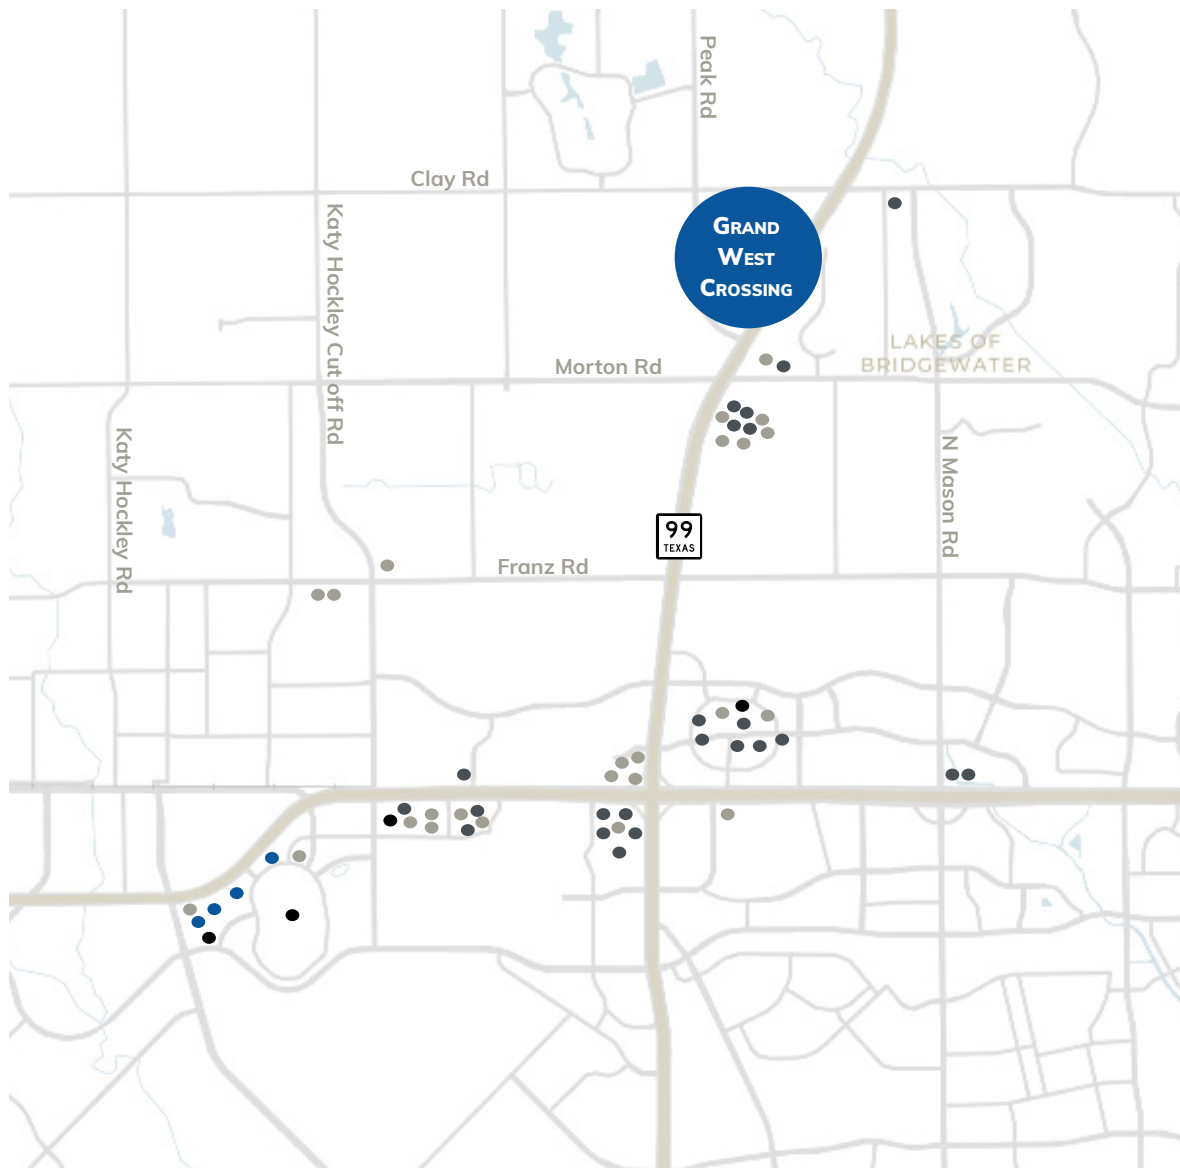 Peak Rd
Clay Rd
GRAND
WEST
CROSSING
Katy Hockley Cut off Rd
LAKES OF
BRIDGEWATER
Morton Rd
Katy Hockley Rd
N Mason Rd
99
TEXAS
Franz Rd